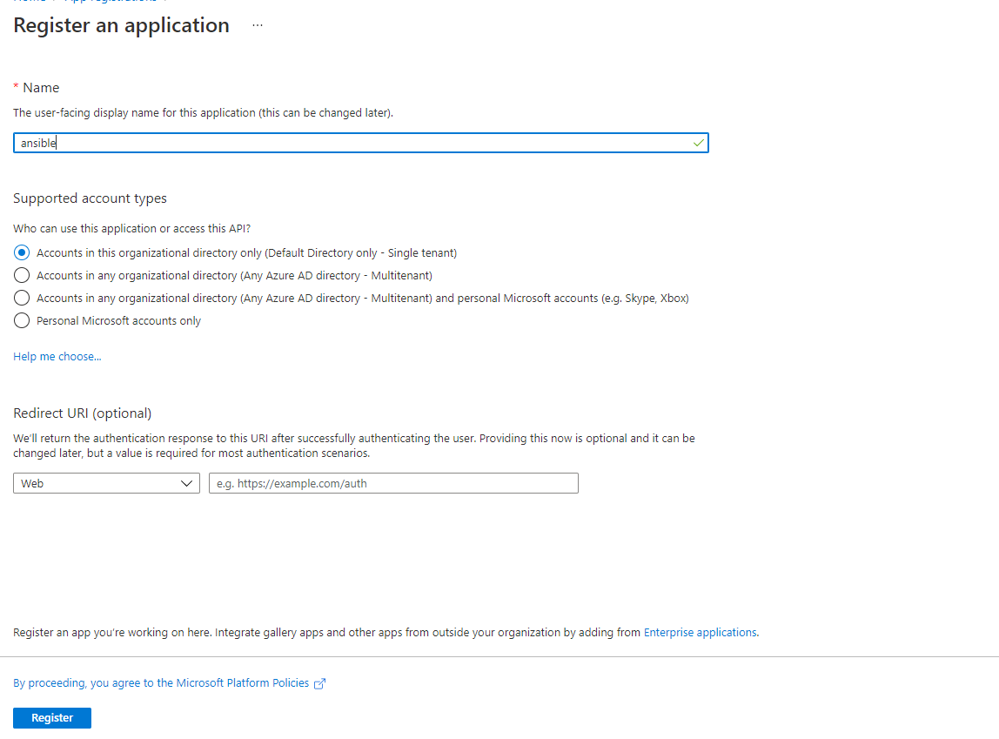 Register an application ...
* Name
The user-facing display name for this application (this can be changed later).
ansible
Supported account types
Who can use this application or access this API?
Accounts in this organizational directory only (Default Directory only - Single tenant)
Accounts in any organizational directory (Any Azure AD directory - Multitenant)
Accounts in any organizational directory (Any Azure AD directory - Multitenant) and personal Microsoft accounts (e.g. Skype, Xbox)
Personal Microsoft accounts only
Help me choose...
Redirect URI (optional)
We'll return the authentication response to this URI after successfully authenticating the user. Providing this now is optional and it can be
changed later, but a value is required for most authentication scenarios.
Web e.g. https://example.com/auth
Register an app you're working on here. Integrate gallery apps and other apps from outside your organization by adding from Enterprise applications.
By proceeding, you agree to the Microsoft Platform Policies
Register